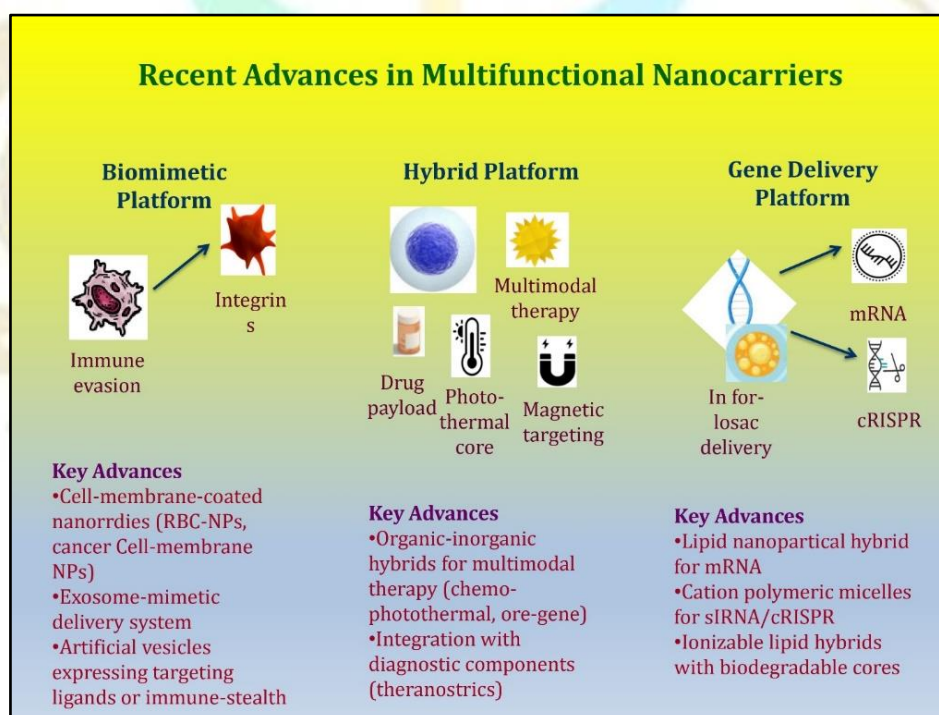 Recent Advances in Multifunctional Nanocarriers
Biomimetic
Platform
Integrin
s
Immune
evasion
Key Advances
•Cell-membrane-coated
nanorrdies (RBC-NPs,
cancer Cell-membrane
NPs)
•Exosome-mimetic
delivery system
•Artificial vesicles
expressing targeting
ligands or immune-stealth
Hybrid Platform
Multimodal
therapy
Drug
payload
Photo-
thermal
core
Magnetic
targeting
Key Advances
•Organic-inorganic
hybrids for multimodal
therapy (chemo-
photothermal, ore-gene)
•Integration with
diagnostic components
(theranostrics)
Gene Delivery
Platform
mRNA
In for-
losac
delivery
cRISPR
Key Advances
•Lipid nanopartical hybrid
for mRNA
•Cation polymeric micelles
for sIRNA/cRISPR
•Ionizable lipid hybrids
with biodegradable cores